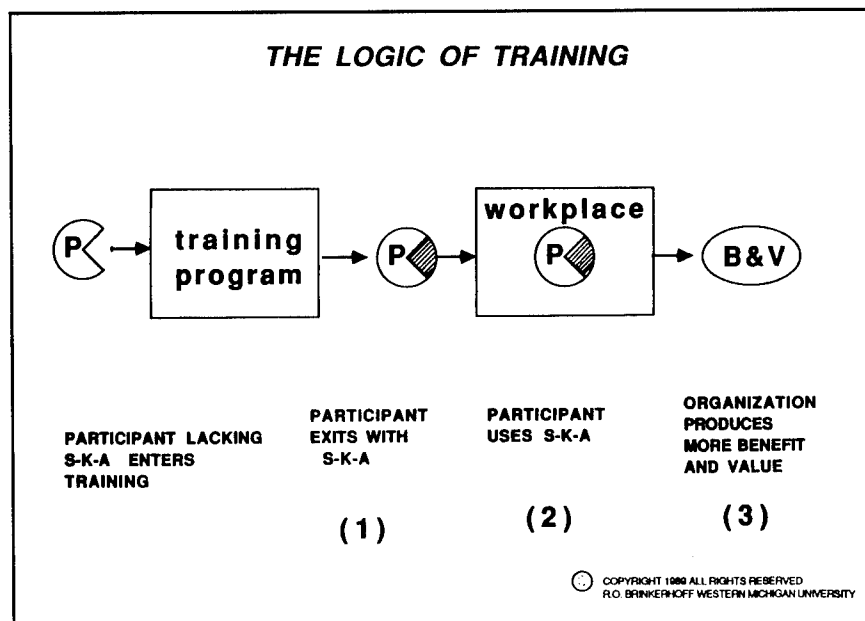 THE LOGIC OF TRAINING
P
training
program
P
workplace
P
B & V
PARTICIPANT LACKING
S-K-A ENTERS
TRAINING
PARTICIPANT
EXITS WITH
S-K-A
(1)
PARTICIPANT
USES S-K-A
(2)
ORGANIZATION
PRODUCES
MORE BENEFIT
AND VALUE
(3)
COPYRIGHT 1989 ALL RIGHTS RESERVED
R.O. BRINKERHOFF WESTERN MICHIGAN UNIVERSITY